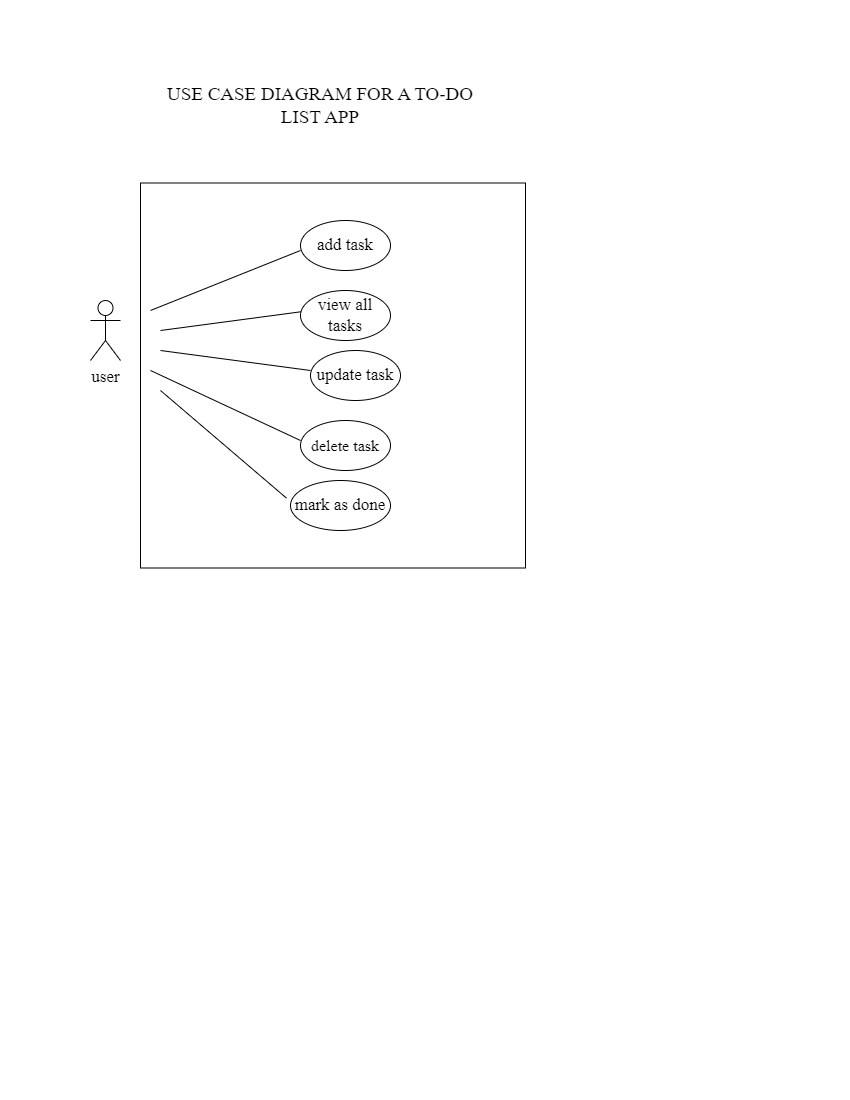 USE CASE DIAGRAM FOR A TO-DO
LIST APP
add task
view all
tasks
user
update task
delete task
mark as done